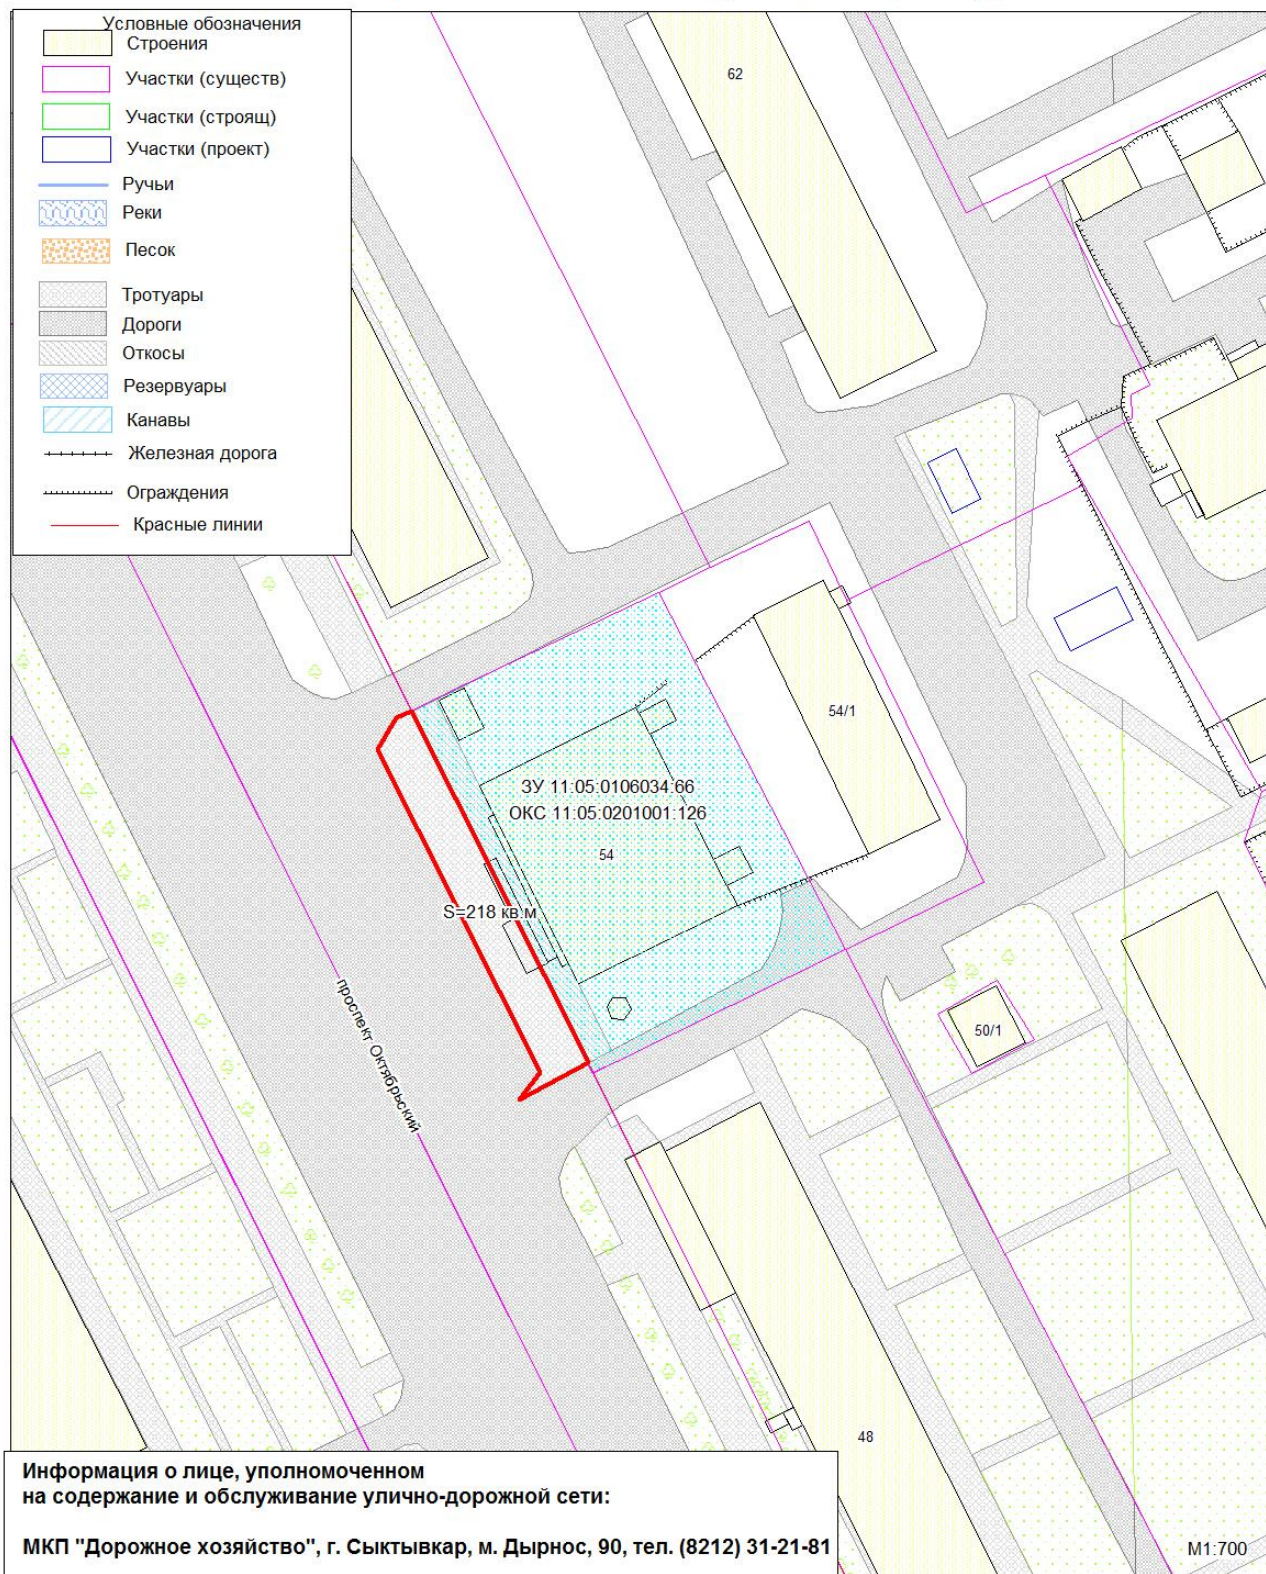 Условные обозначения
Строения
Участки (существ)
Участки (строящ)
Участки (проект)
Ручьи
Реки
Песок
Тротуары
Дороги
Откосы
Резервуары
Канавы
Железная дорога
Ограждения
Красные линии
62
54/1
ЗУ 11:05:0106034:66
ОКС 11:05:0201001:126
54
S=218 кв.м
проспект Октябрьский
50/1
48
Информация о лице, уполномоченном
на содержание и обслуживание улично-дорожной сети:
МКП "Дорожное хозяйство", г. Сыктывкар, м. Дырнос, 90, тел. (8212) 31-21-81
М1:700